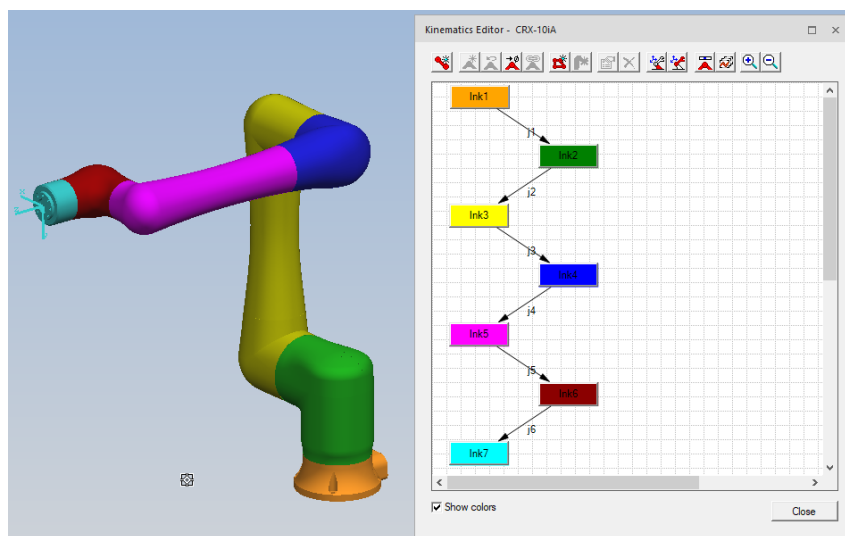 Kinematics Editor - CRX-10iA
lnk1
j1
lnk2
j2
lnk3
j3
lnk4
j4
lnk5
j5
lnk6
j6
lnk7
Show colors
Close